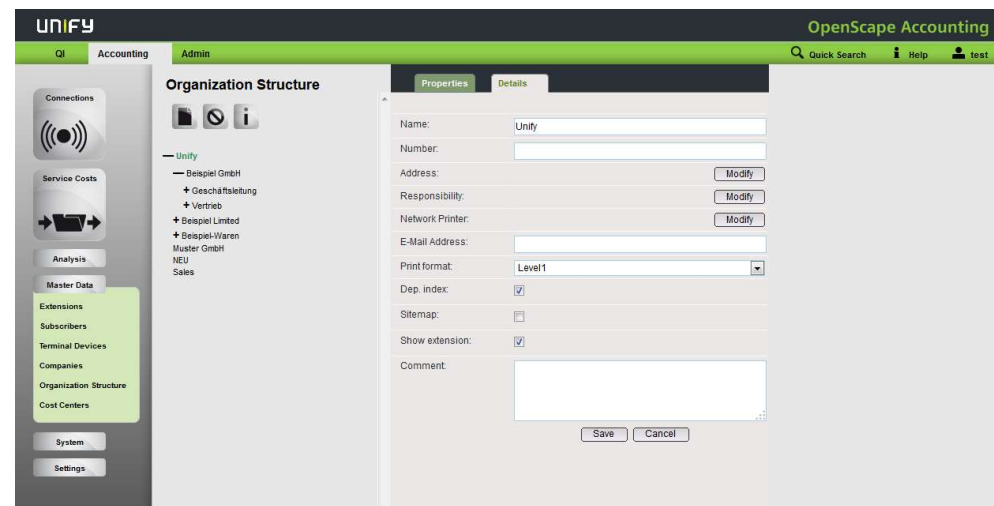 UNIFY
OpenScape Accounting
QI
Accounting
Admin
Quick Search
Help
test
Connections
Service Costs
Analysis
Master Data
Extensions
Subscribers
Terminal Devices
Companies
Organization Structure
Cost Centers
System
Settings
Organization Structure
Unify
Beispiel GmbH
Geschäftsleitung
Vertrieb
Beispiel Limited
Beispiel-Waren
Muster GmbH
NEU
Sales
Properties
Details
Name: Unify
Number:
Address: Modify
Responsibility: Modify
Network Printer: Modify
E-Mail Address:
Print format: Level1
Dep. index:
Sitemap:
Show extension:
Comment:
Save
Cancel